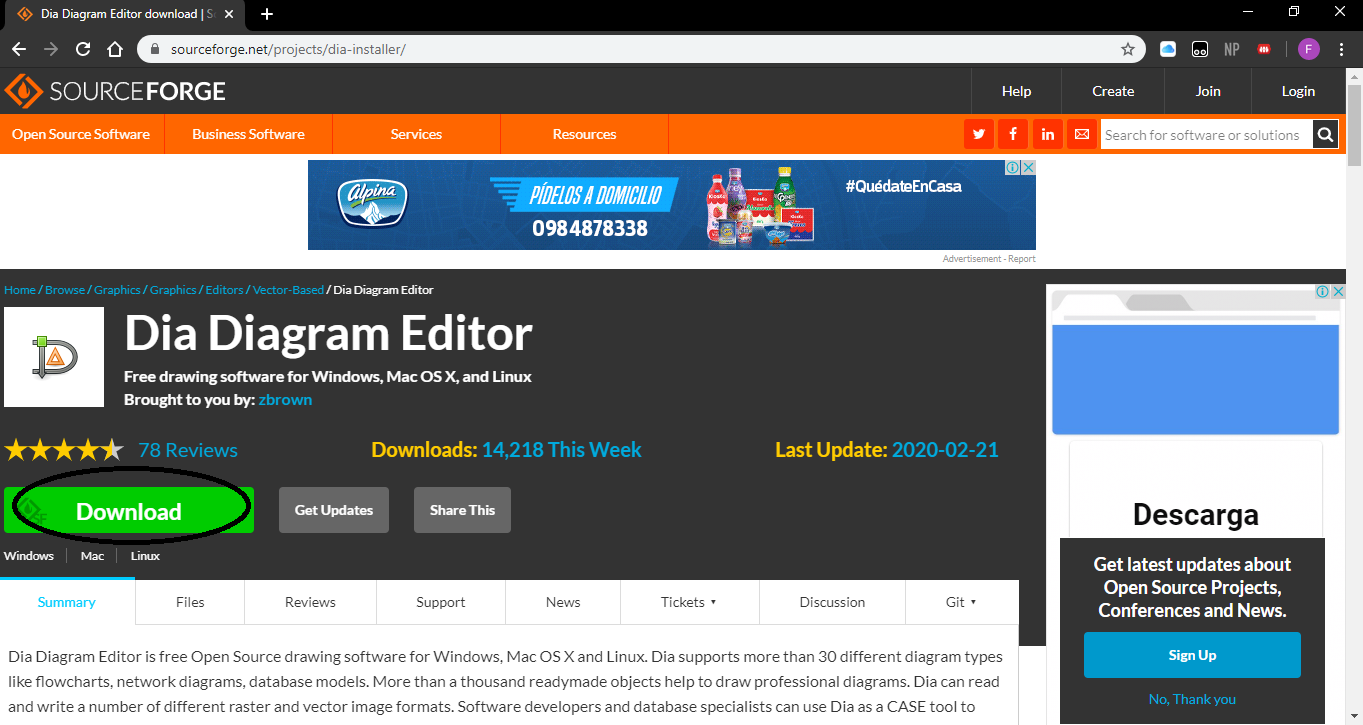 Dia Diagram Editor download | S
sourceforge.net/projects/dia-installer/
NP
F
SOURCEFORGE
Help
Create
Join
Login
Open Source Software
Business Software
Services
Resources
Search for software or solutions
Alpina
PÍDELOS A DOMICILIO
0984878338
#QuédateEnCasa
Advertisement - Report
Home / Browse / Graphics / Graphics / Editors / Vector-Based / Dia Diagram Editor
Dia Diagram Editor
Free drawing software for Windows, Mac OS X, and Linux
Brought to you by: zbrown
78 Reviews
Downloads: 14,218 This Week
Last Update: 2020-02-21
Download
Get Updates
Share This
Windows
Mac
Linux
Descarga
Get latest updates about
Open Source Projects,
Conferences and News.
Sign Up
No, Thank you
Summary
Files
Reviews
Support
News
Tickets
Discussion
Git
Dia Diagram Editor is free Open Source drawing software for Windows, Mac OS X and Linux. Dia supports more than 30 different diagram types
like flowcharts, network diagrams, database models. More than a thousand readymade objects help to draw professional diagrams. Dia can read
and write a number of different raster and vector image formats. Software developers and database specialists can use Dia as a CASE tool to